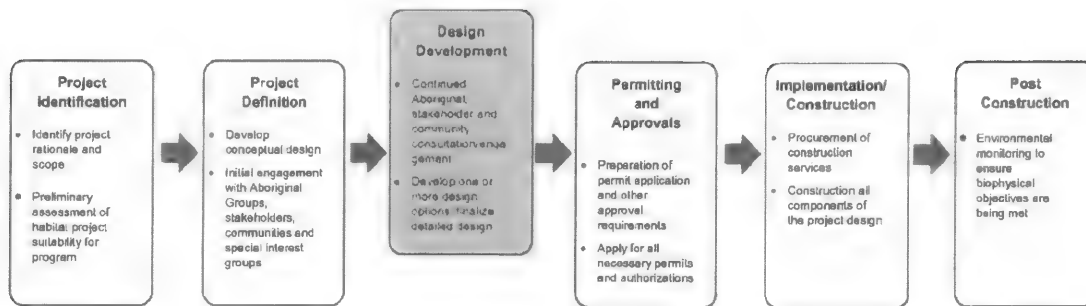 Project
Identification
• Identify project
rationale and
scope
• Preliminary
assessment of
habitat project
suitability for
program
Project
Definition
• Develop
conceptual design
• Initial engagement
with Aboriginal
Groups,
stakeholders,
communities and
special interest
groups
Design
Development
• Continued
Aboriginal,
stakeholder and
community
consultation/enga
gement
• Develop one or
more design
options/finalize
detailed design
Permitting
and
Approvals
• Preparation of
permit application
and other
approval
requirements
• Apply for all
necessary permits
and authorizations
Implementation/
Construction
• Procurement of
construction
services
• Construction all
components of
the project design
Post
Construction
• Environmental
monitoring to
ensure
biophysical
objectives are
being met